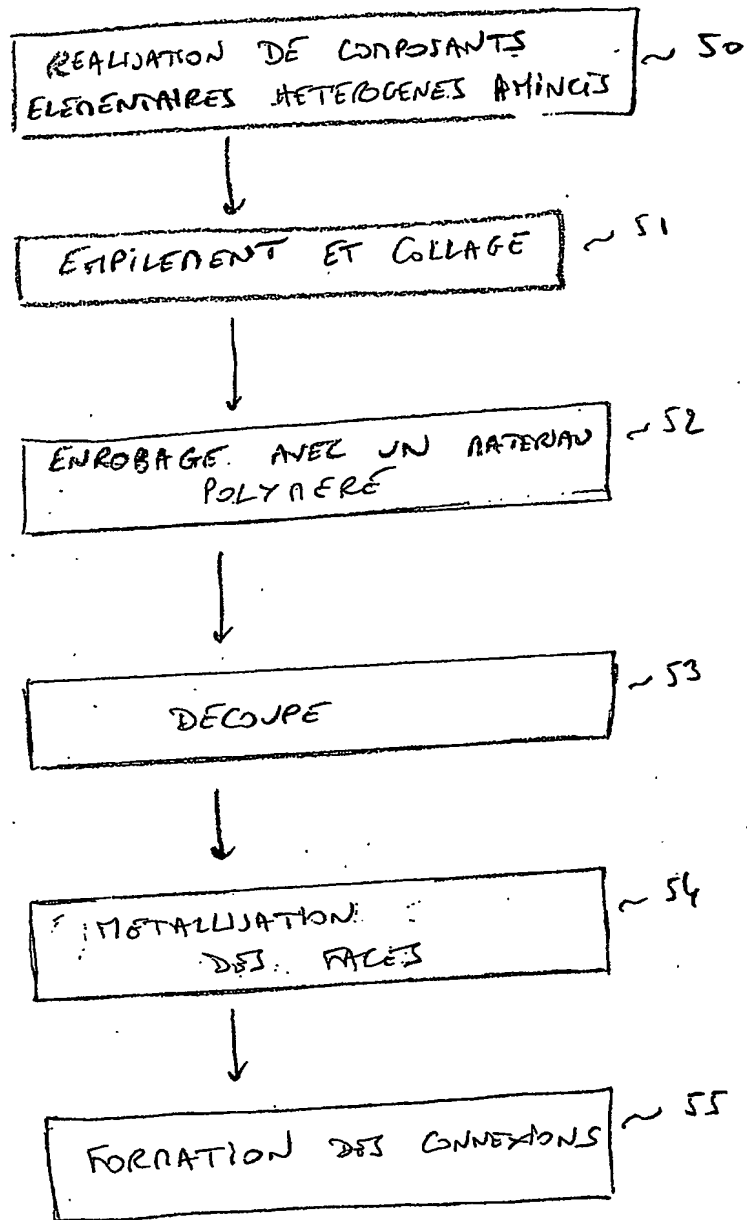 REALISATION DE COMPOSANTS ~ 50
ELEMENTAIRES HETEROGENES AMINCIS
EMPILEMENT ET COLLAGE ~ 51
ENROBAGE AVEC UN MATERIAU ~ 52
POLYMERE
DECOUPE ~ 53
METALLISATION ~ 54
DES FACES
FORMATION DES CONNEXIONS ~ 55